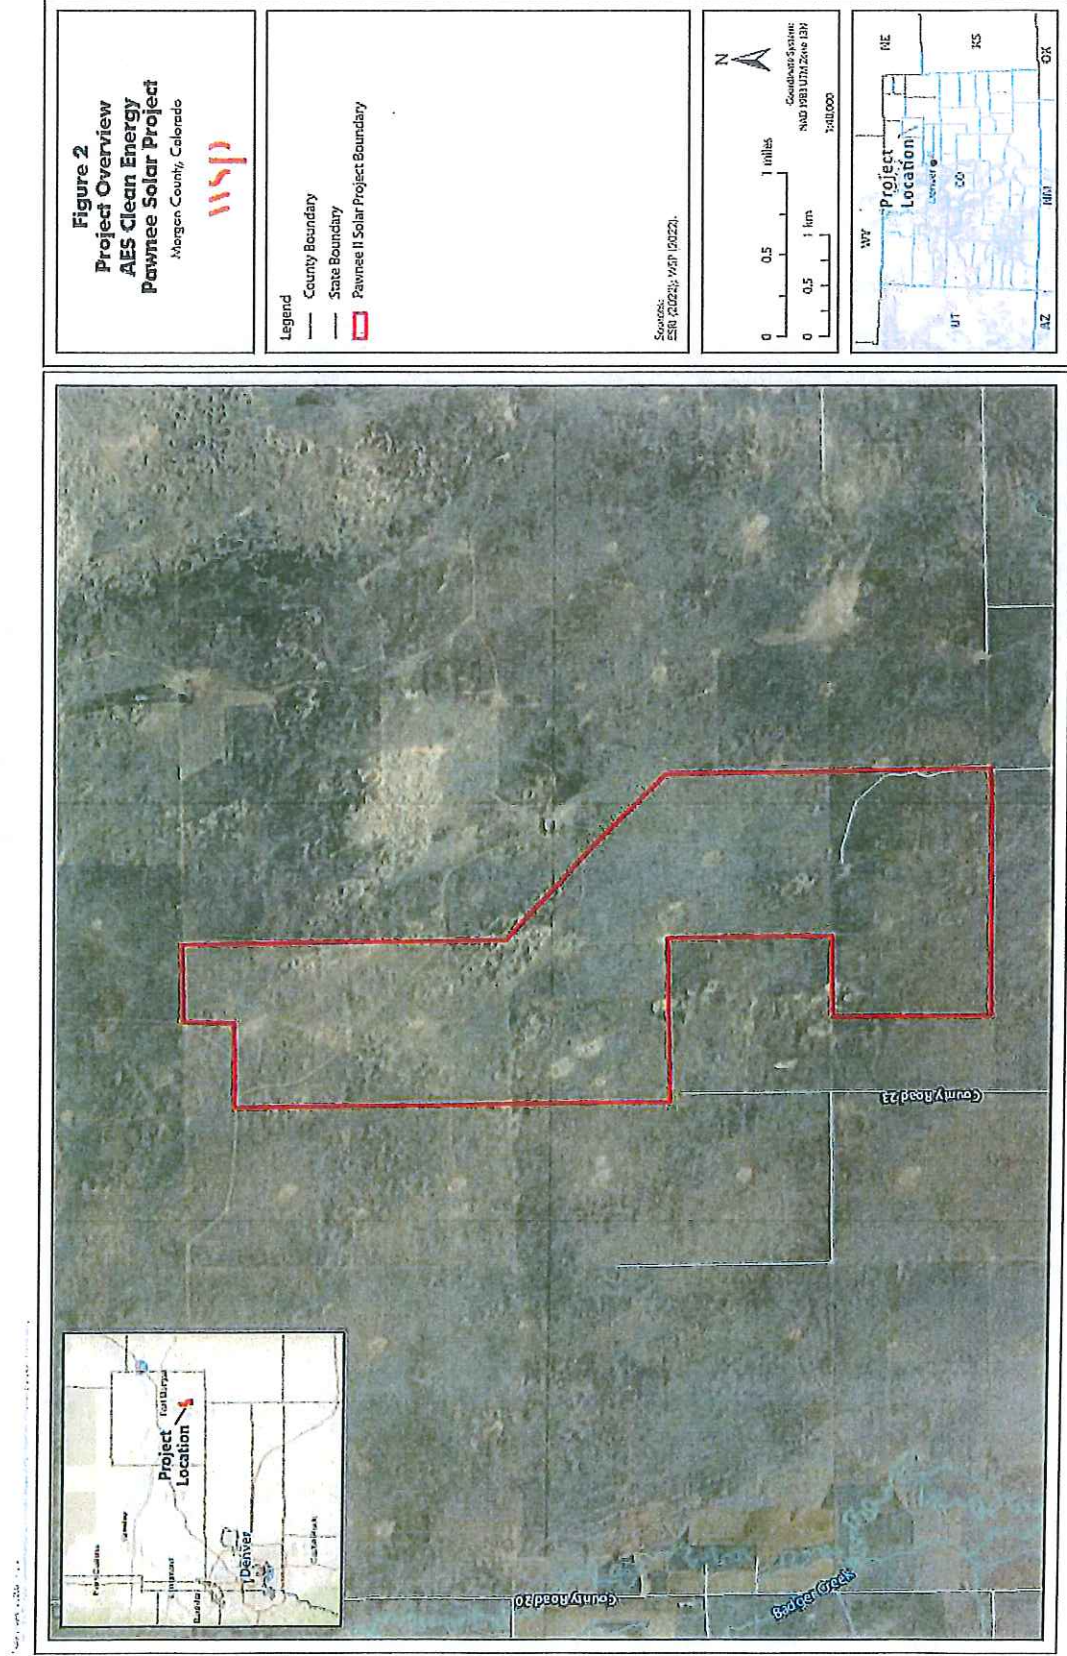 Figure 2
Project Overview
AES Clean Energy
Pawnee Solar Project
Morgan County, Colorado
wsp
Legend
County Boundary
State Boundary
Pawnee II Solar Project Boundary
Sources:
ESRI (2022); WSP (2022).
N
0 0.5 1 miles
0 0.5 1 km
Coordinate System:
NAD 1983 UTM Zone 13N
1:40,000
WY
NE
Project
Location
Denver
UT
CO
KS
AZ
NM
OK
Project
Location
Denver
County Road 20
Badger Creek
County Road 23